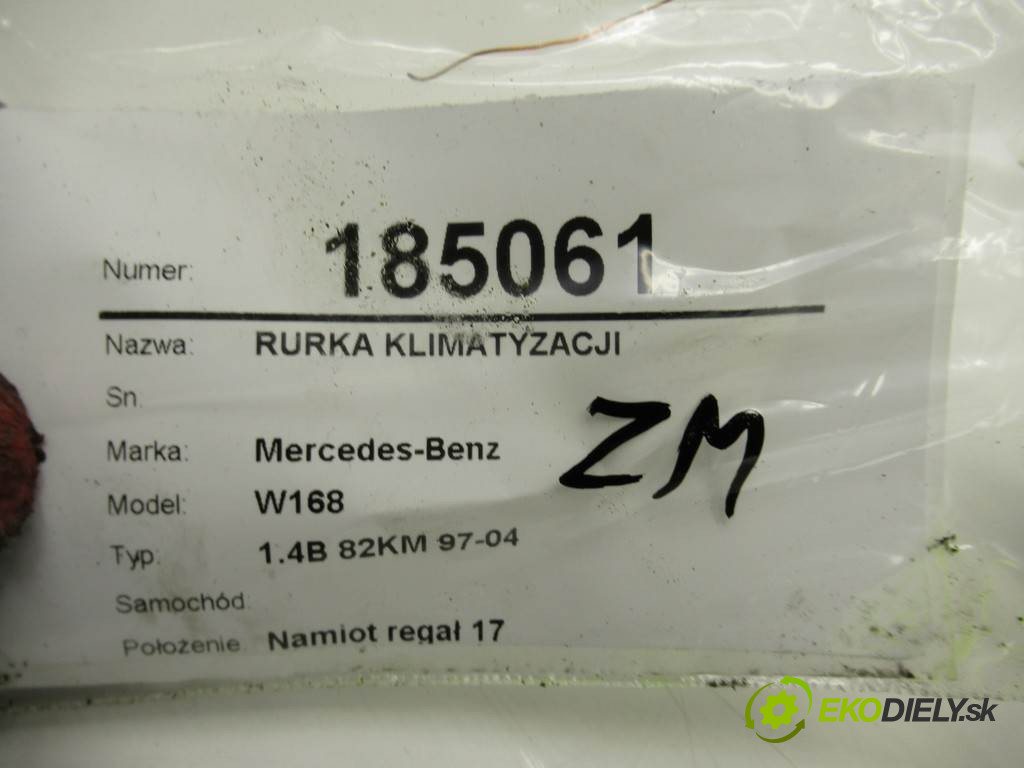 Numer: 185061
Nazwa: RURKA KLIMATYZACJI
Sn:
Marka: Mercedes-Benz
ZM
Model: W168
Typ: 1.4B 82KM 97-04
Samochód:
Położenie: Namiot regał 17
EKODIELY.sk